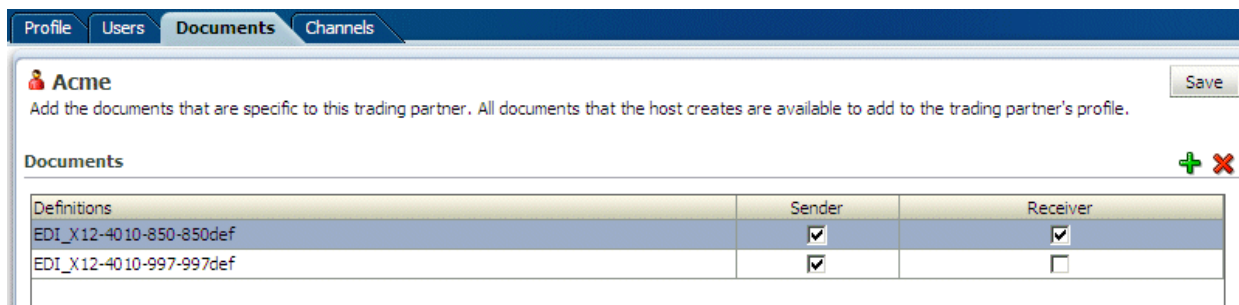 Profile Users Documents Channels
Acme
Save
Add the documents that are specific to this trading partner. All documents that the host creates are available to add to the trading partner's profile.
Documents
Definitions Sender Receiver
EDI_X12-4010-850-850def
EDI_X12-4010-997-997def